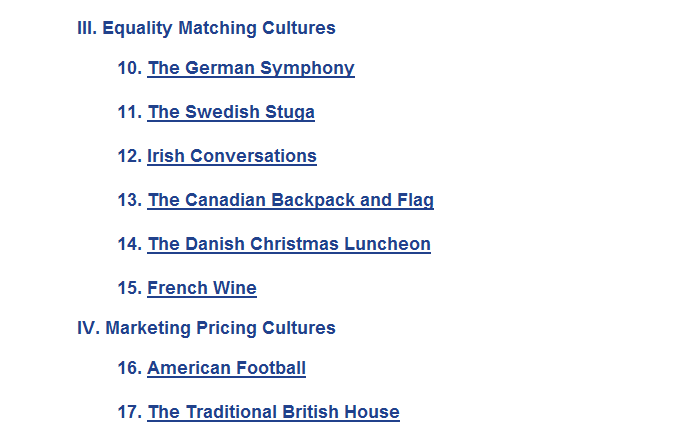 III. Equality Matching Cultures
10. The German Symphony
11. The Swedish Stuga
12. Irish Conversations
13. The Canadian Backpack and Flag
14. The Danish Christmas Luncheon
15. French Wine
IV. Marketing Pricing Cultures
16. American Football
17. The Traditional British House